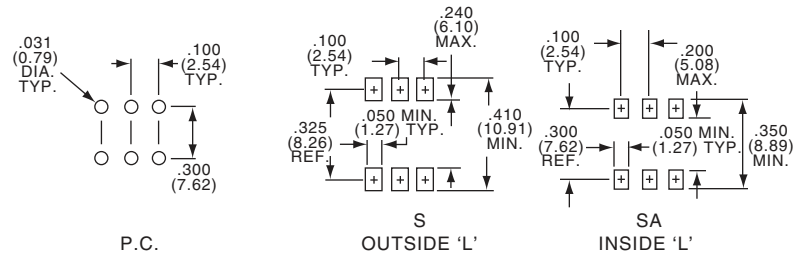 .031
(0.79)
DIA.
TYP.
.100
(2.54)
TYP.
.300
(7.62)
P.C.
.100
(2.54)
TYP.
.240
(6.10)
MAX.
.325
(8.26)
REF.
.050 MIN.
(1.27) TYP.
.410
(10.91)
MIN.
S
OUTSIDE 'L'
.100
(2.54)
TYP.
.200
(5.08)
MAX.
.300
(7.62)
REF.
.050 MIN.
(1.27) TYP.
.350
(8.89)
MIN.
SA
INSIDE 'L'